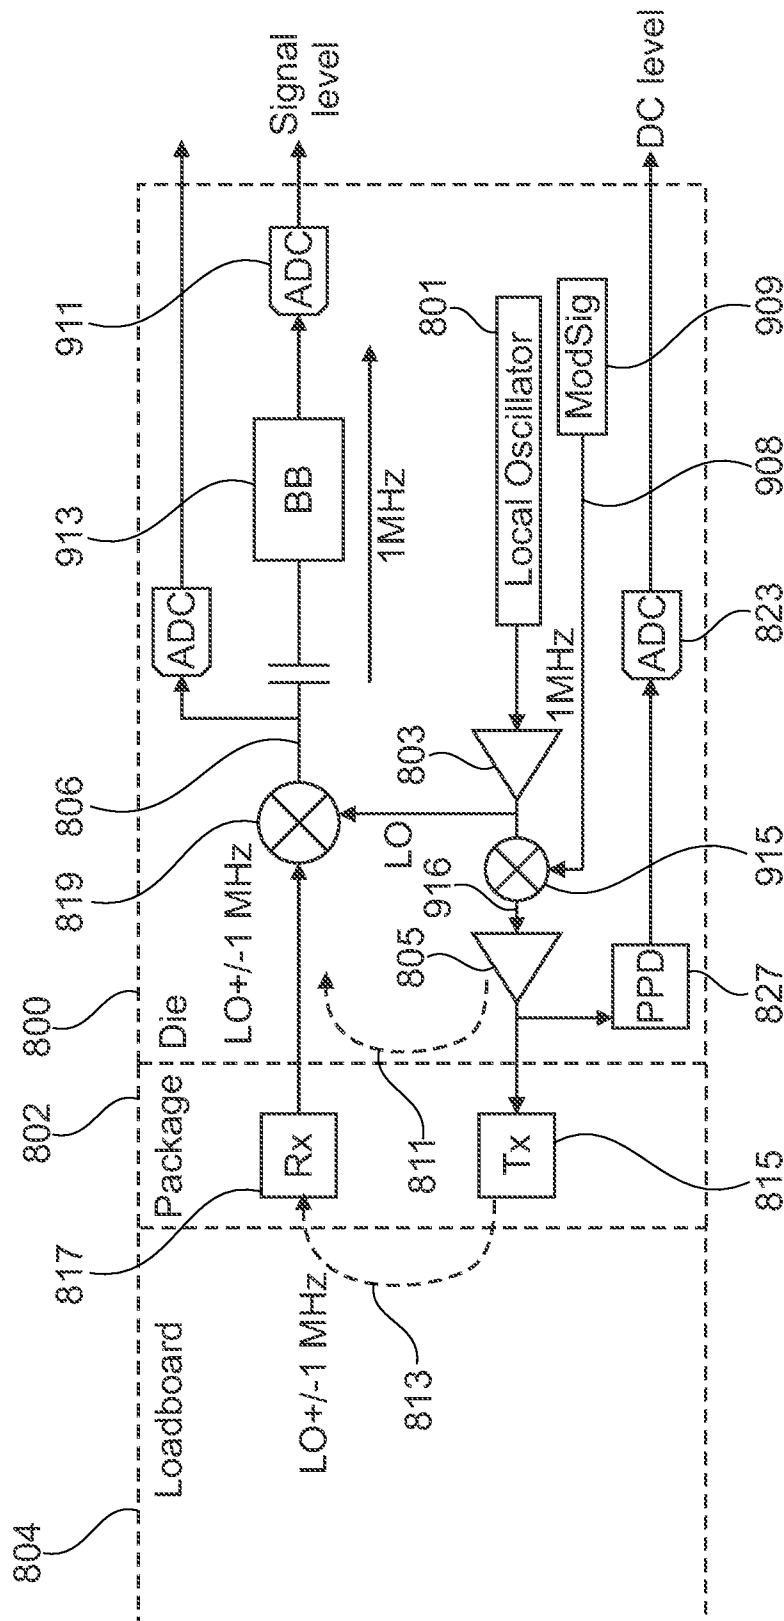 804
Loadboard
817
802
Package
800
Die
LO+/-1 MHz
819
806
ADC
913
BB
911
ADC
Signal
level
1MHz
Rx
LO+/-1 MHz
813
811
Tx
815
805
916
LO
803
915
1MHz
Local Oscillator
801
ModSig
909
908
PPD
827
ADC
823
DC level